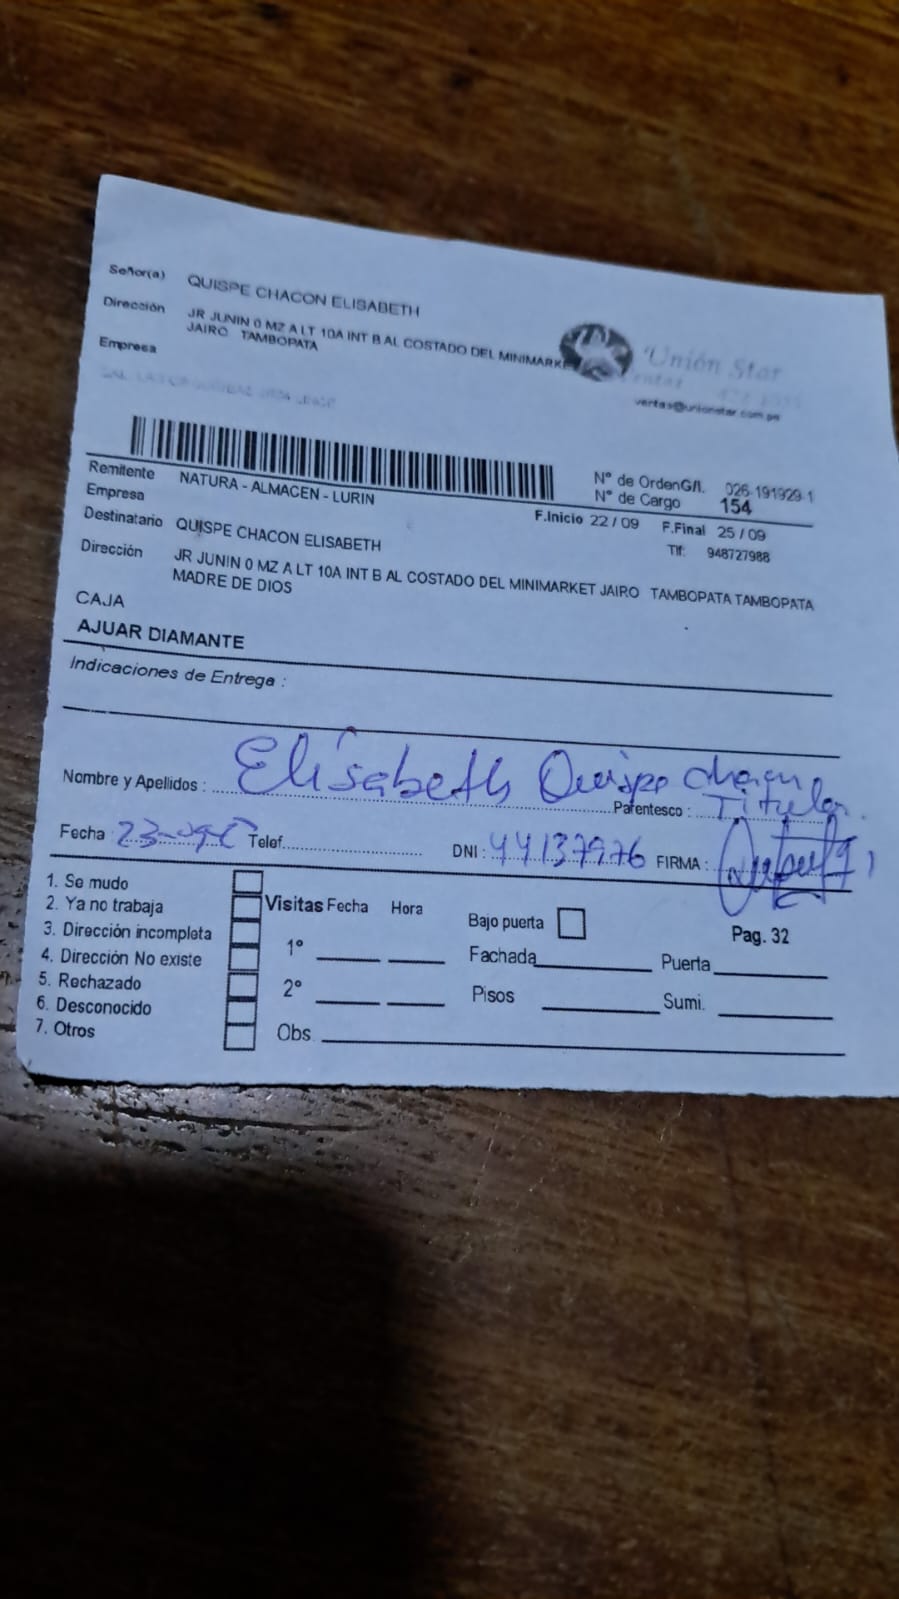 Señor(a) QUISPE CHACON ELISABETH
Dirección JR JUNIN 0 MZ A LT 10A INT B AL COSTADO DEL MINIMARKE
JAIRO TAMBOPATA
Empresa
Unión Star
ventas@unionstar.com.pe
Remitente NATURA - ALMACEN - LURIN
Nº de OrdenG/I. 026-191929-1
Empresa
Nº de Cargo 154
F.Inicio 22 / 09 F.Final 25 / 09
Destinatario QUISPE CHACON ELISABETH
Tlf: 948727988
Dirección JR JUNIN 0 MZ A LT 10A INT B AL COSTADO DEL MINIMARKET JAIRO TAMBOPATA TAMBOPATA
MADRE DE DIOS
CAJA
AJUAR DIAMANTE
Indicaciones de Entrega :
Nombre y Apellidos : Elisabeth Quispe chacon
Parentesco : Titular
Fecha 23-09- Telef. DNI : 44137976 FIRMA :
1. Se mudo
2. Ya no trabaja
3. Dirección incompleta
4. Dirección No existe
5. Rechazado
6. Desconocido
7. Otros
Visitas Fecha Hora
1º
2º
Obs
Bajo puerta
Pag. 32
Fachada Puerta
Pisos Sumi.